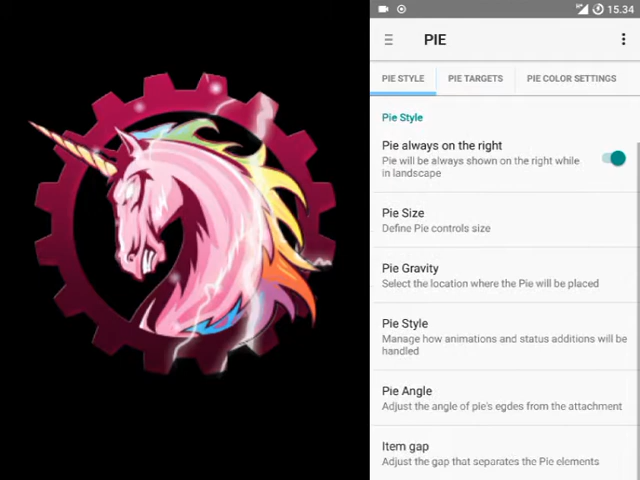 15.34
PIE
PIE STYLE
PIE TARGETS
PIE COLOR SETTINGS
Pie Style
Pie always on the right
Pie will be always shown on the right while
in landscape
Pie Size
Define Pie controls size
Pie Gravity
Select the location where the Pie will be placed
Pie Style
Manage how animations and status additions will be
handled
Pie Angle
Adjust the angle of pie's egdes from the attachment
Item gap
Adjust the gap that separates the Pie elements